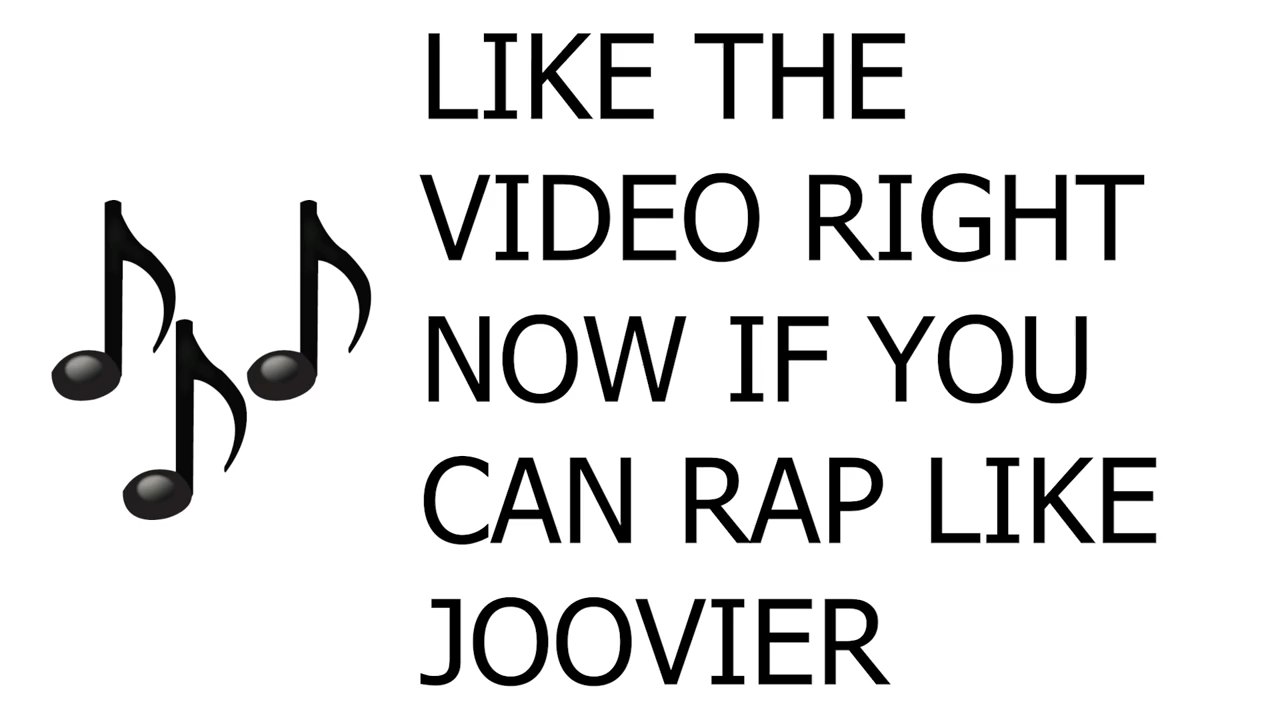 LIKE THE
VIDEO RIGHT
NOW IF YOU
CAN RAP LIKE
JOOVIER